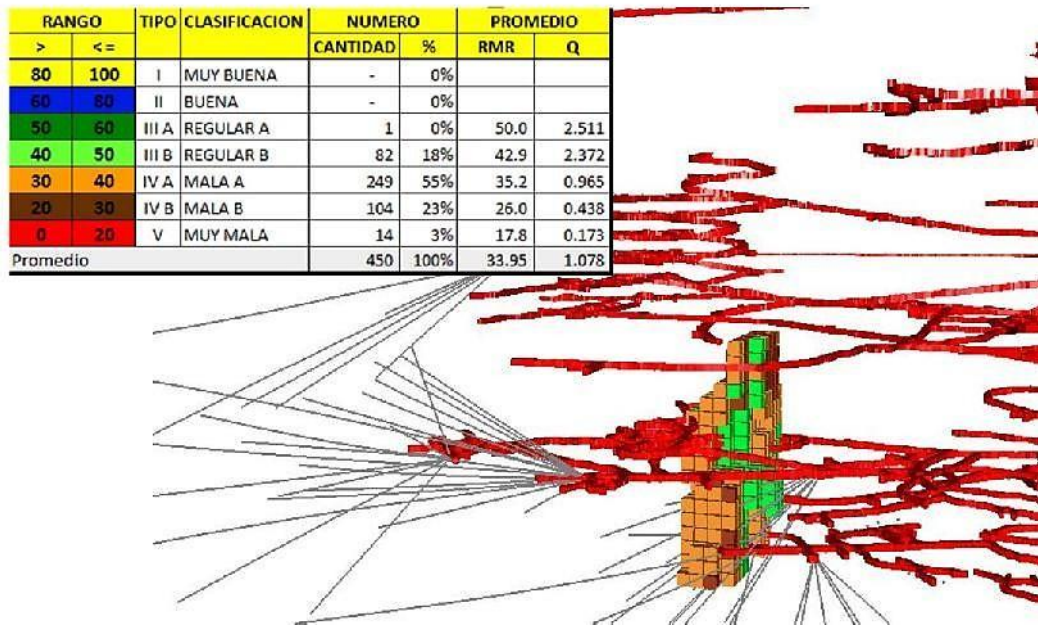 RANGO TIPO CLASIFICACION NUMERO PROMEDIO
> <= CANTIDAD % RMR Q
80 100 I MUY BUENA - 0%
60 80 II BUENA - 0%
50 60 III A REGULAR A 1 0% 50.0 2.511
40 50 III B REGULAR B 82 18% 42.9 2.372
30 40 IV A MALA A 249 55% 35.2 0.965
20 30 IV B MALA B 104 23% 26.0 0.438
0 20 V MUY MALA 14 3% 17.8 0.173
Promedio 450 100% 33.95 1.078